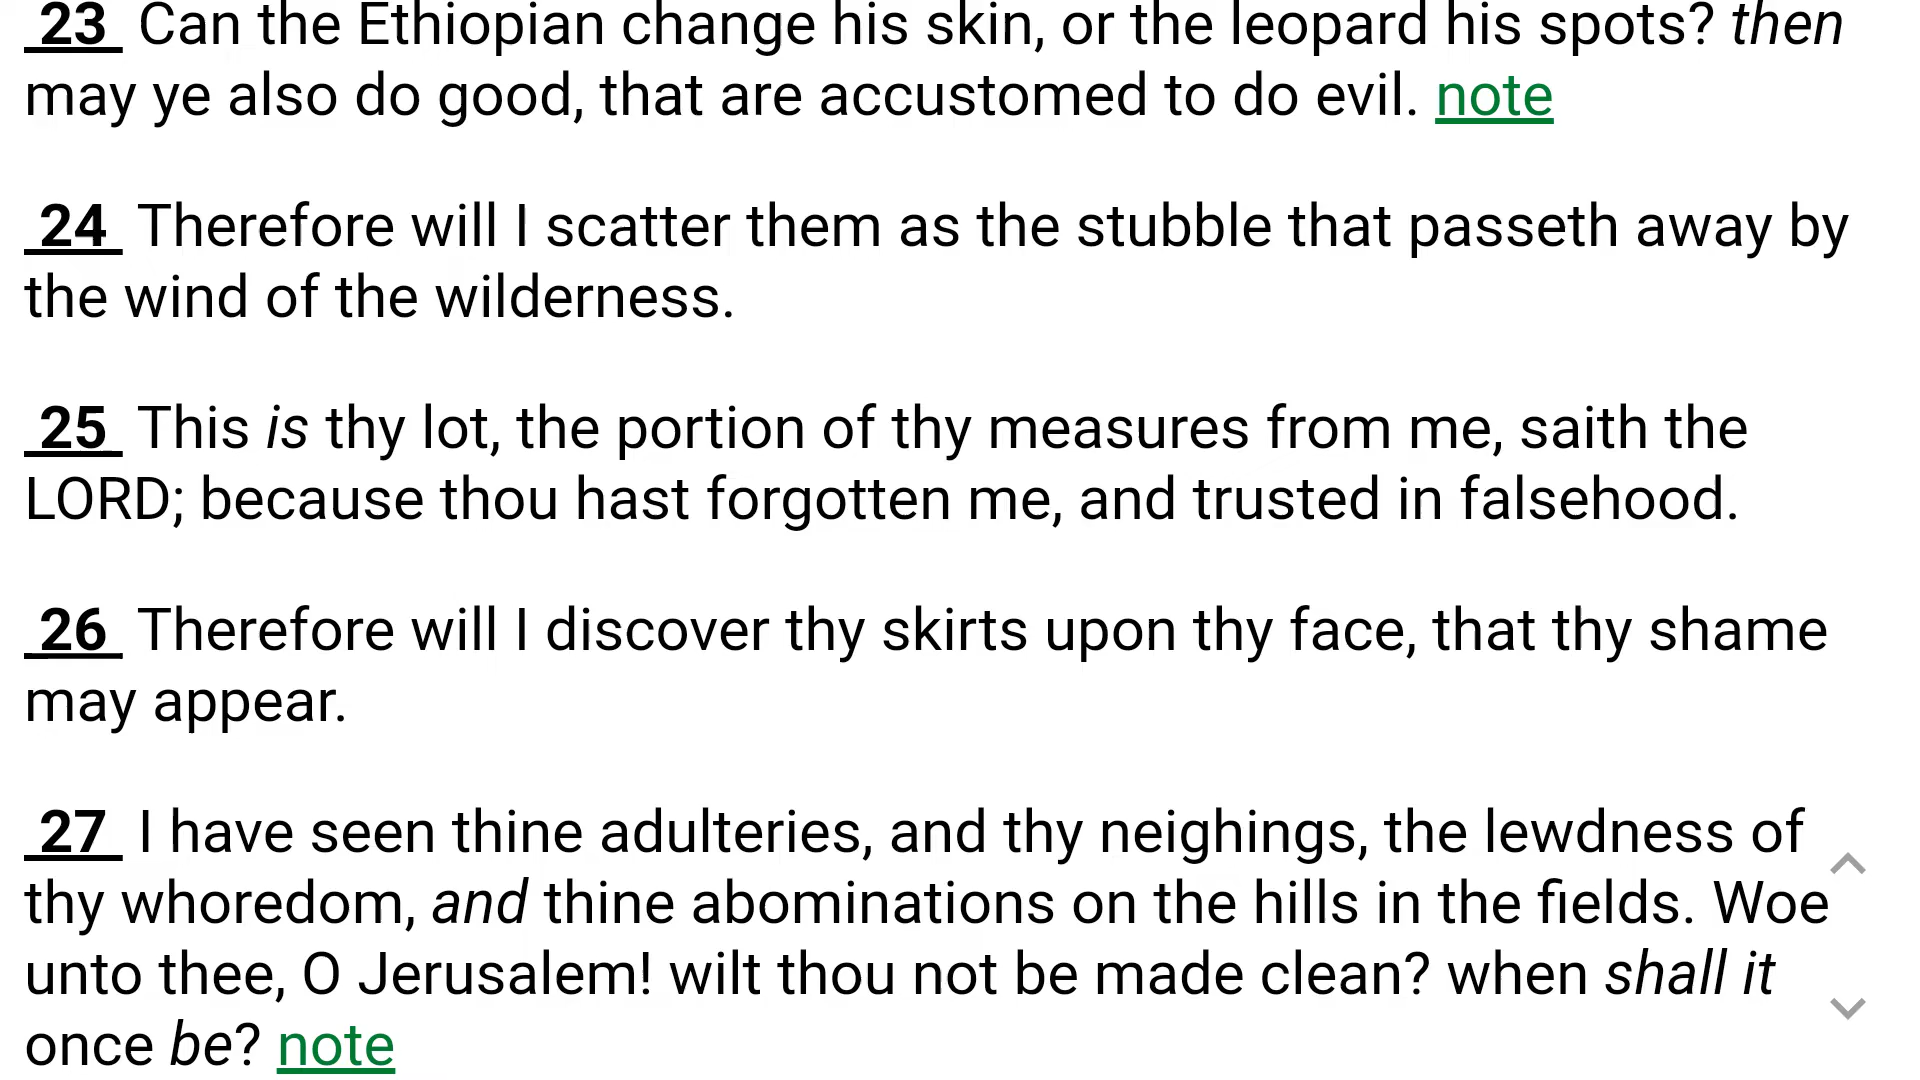 23 Can the Ethiopian change his skin, or the leopard his spots? then
may ye also do good, that are accustomed to do evil. note
24 Therefore will I scatter them as the stubble that passeth away by
the wind of the wilderness.
25 This is thy lot, the portion of thy measures from me, saith the
LORD; because thou hast forgotten me, and trusted in falsehood.
26 Therefore will I discover thy skirts upon thy face, that thy shame
may appear.
27 I have seen thine adulteries, and thy neighings, the lewdness of
thy whoredom, and thine abominations on the hills in the fields. Woe
unto thee, O Jerusalem! wilt thou not be made clean? when shall it
once be? note